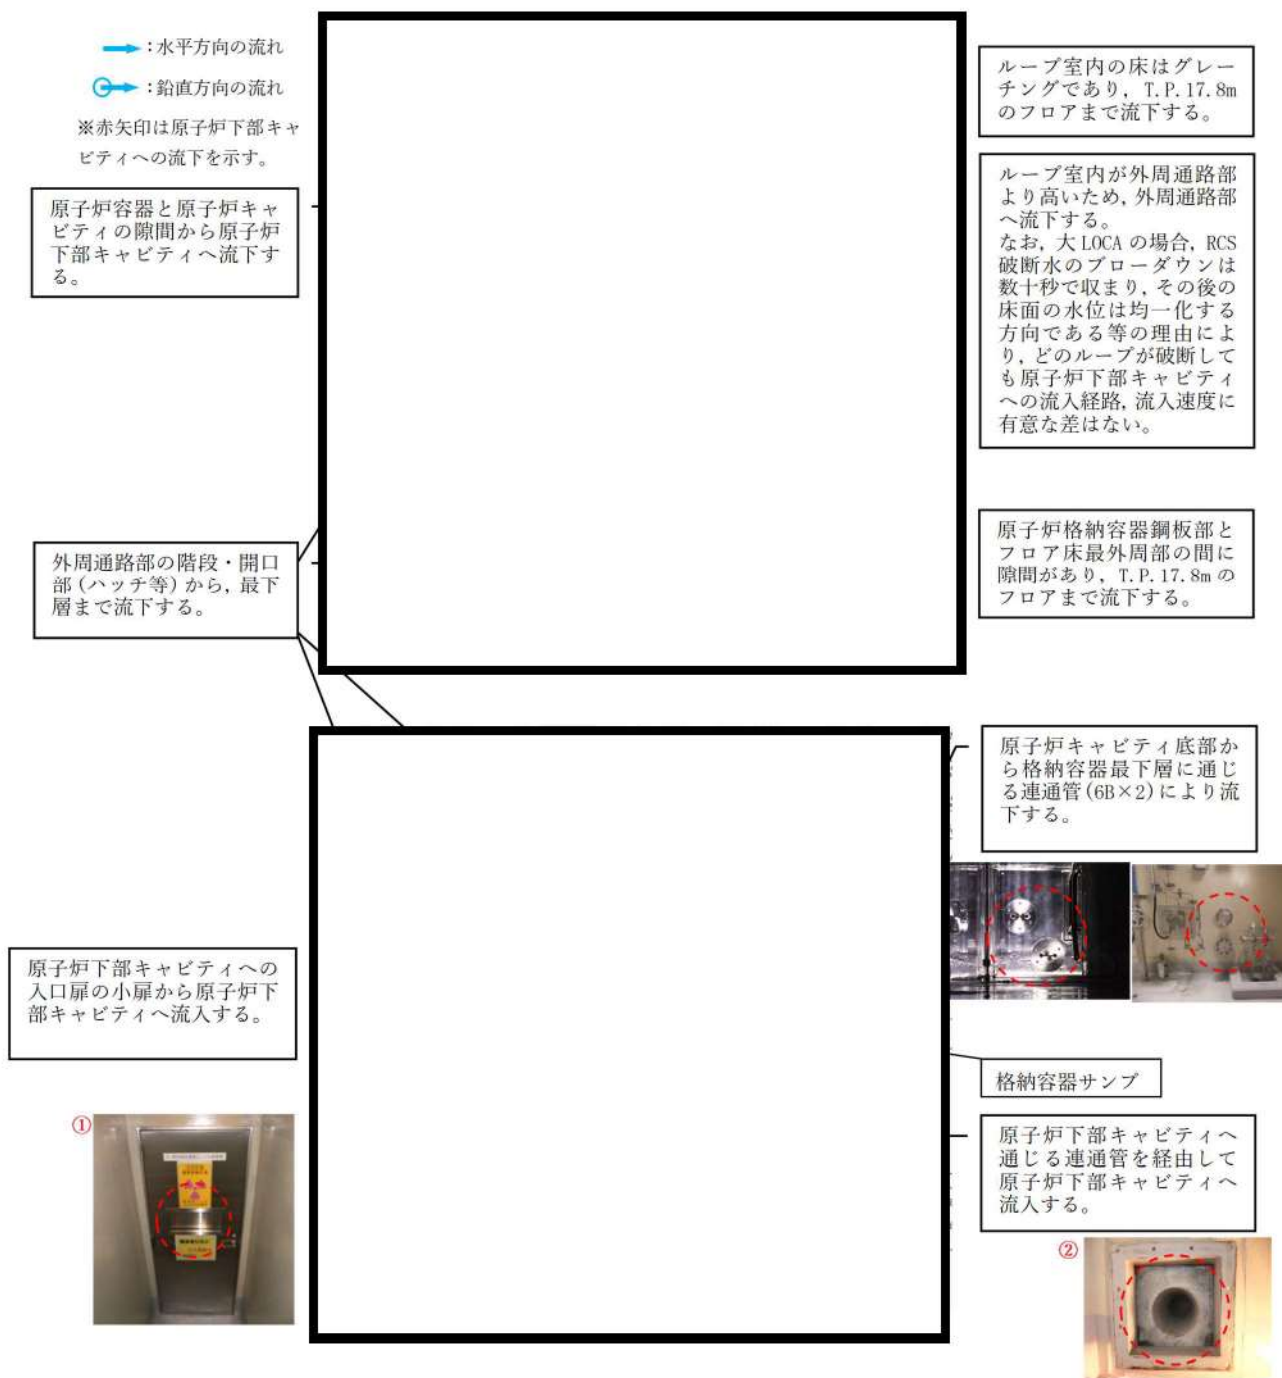 ：水平方向の流れ
：鉛直方向の流れ
※赤矢印は原子炉下部キャ
ビティへの流下を示す。
原子炉容器と原子炉キャ
ビティの隙間から原子炉
下部キャビティへ流下す
る。
外周通路部の階段・開口
部(ハッチ等)から，最下
層まで流下する。
ループ室内の床はグレー
チングであり，T.P.17.8m
のフロアまで流下する。
ループ室内が外周通路部
より高いため，外周通路部
へ流下する。
なお，大LOCAの場合，RCS
破断水のブローダウンは
数十秒で収まり，その後の
床面の水位は均一化する
方向である等の理由によ
り，どのループが破断して
も原子炉下部キャビティ
への流入経路，流入速度に
有意な差はない。
原子炉格納容器鋼板部と
フロア床最外周部の間に
隙間があり，T.P.17.8mの
フロアまで流下する。
原子炉キャビティ底部か
ら格納容器最下層に通じ
る連通管(6B×2)により流
下する。
原子炉下部キャビティへの
入口扉の小扉から原子炉下
部キャビティへ流入する。
①
格納容器サンプ
原子炉下部キャビティへ
通じる連通管を経由して
原子炉下部キャビティへ
流入する。
②